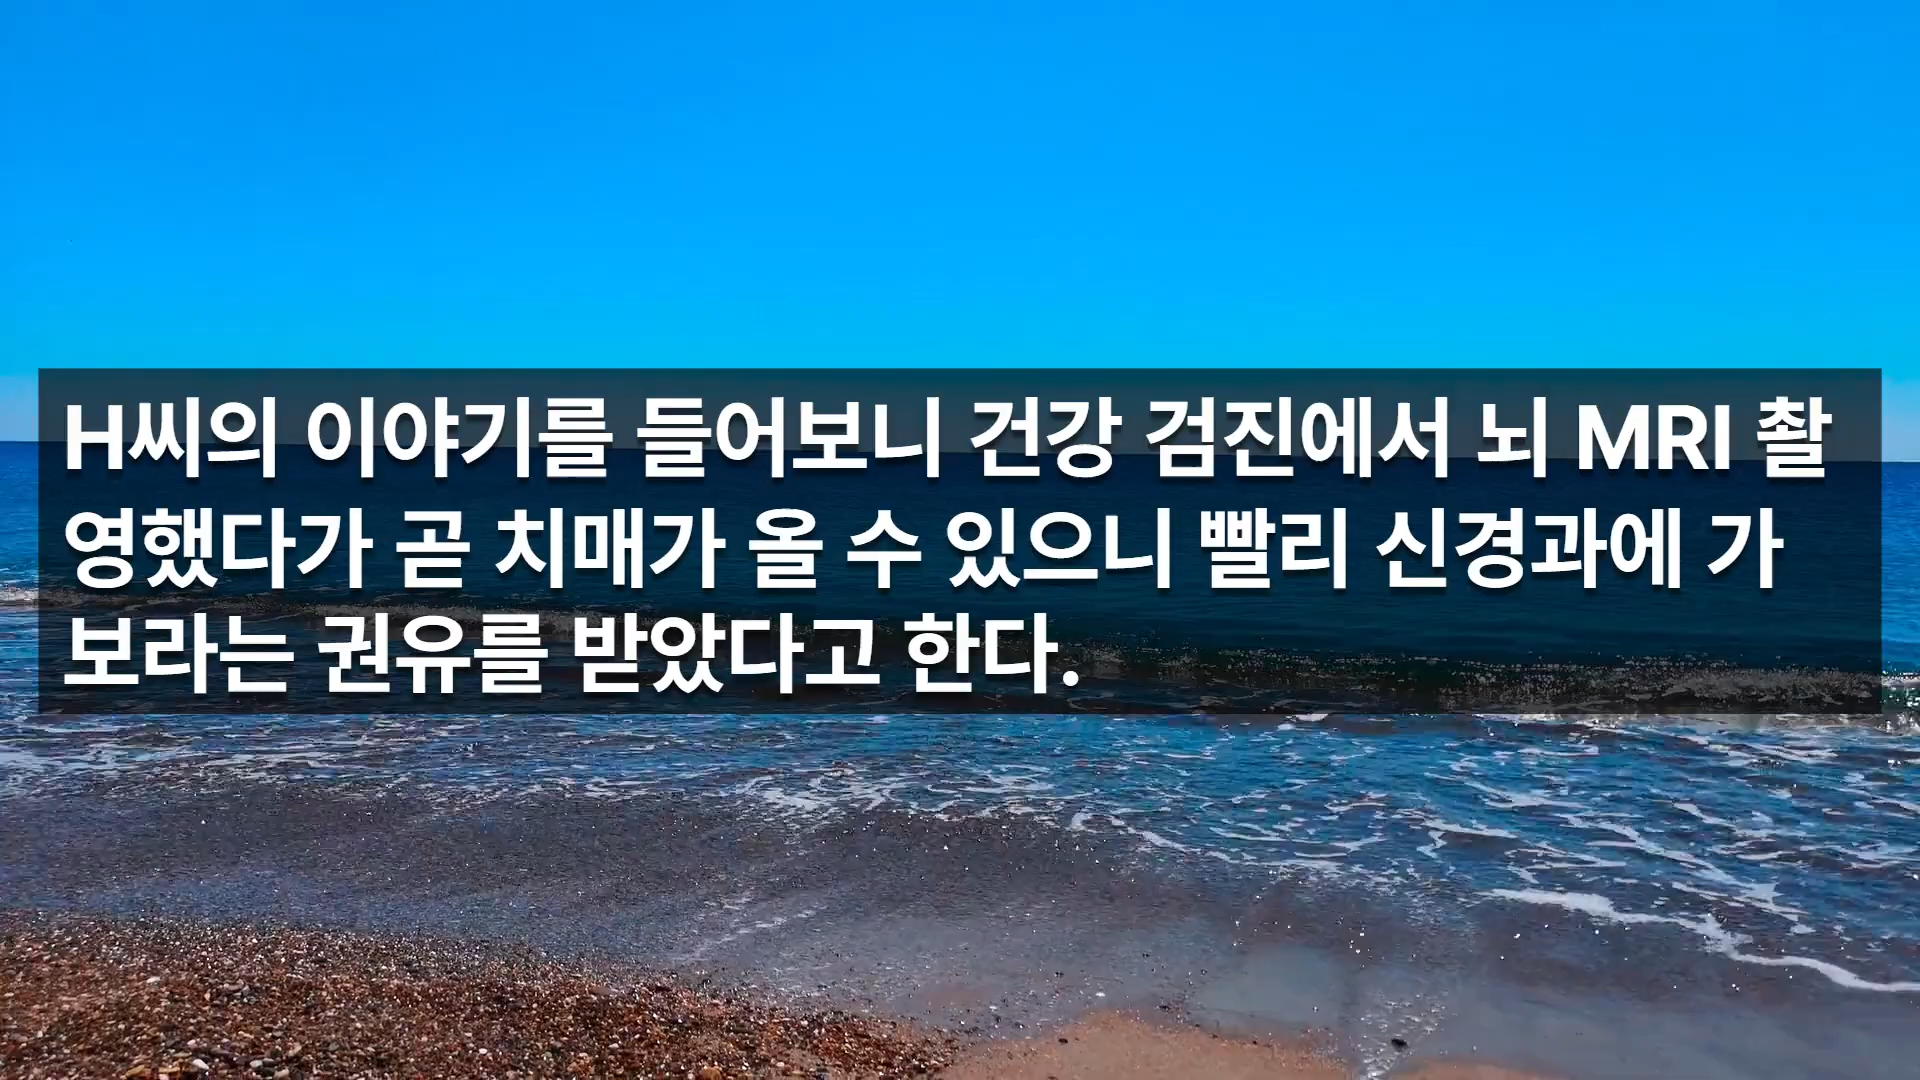 H씨의 이야기를 들어보니 건강 검진에서 뇌 MRI 촬
영했다가 곧 치매가 올 수 있으니 빨리 신경과에 가
보라는 권유를 받았다고 한다.